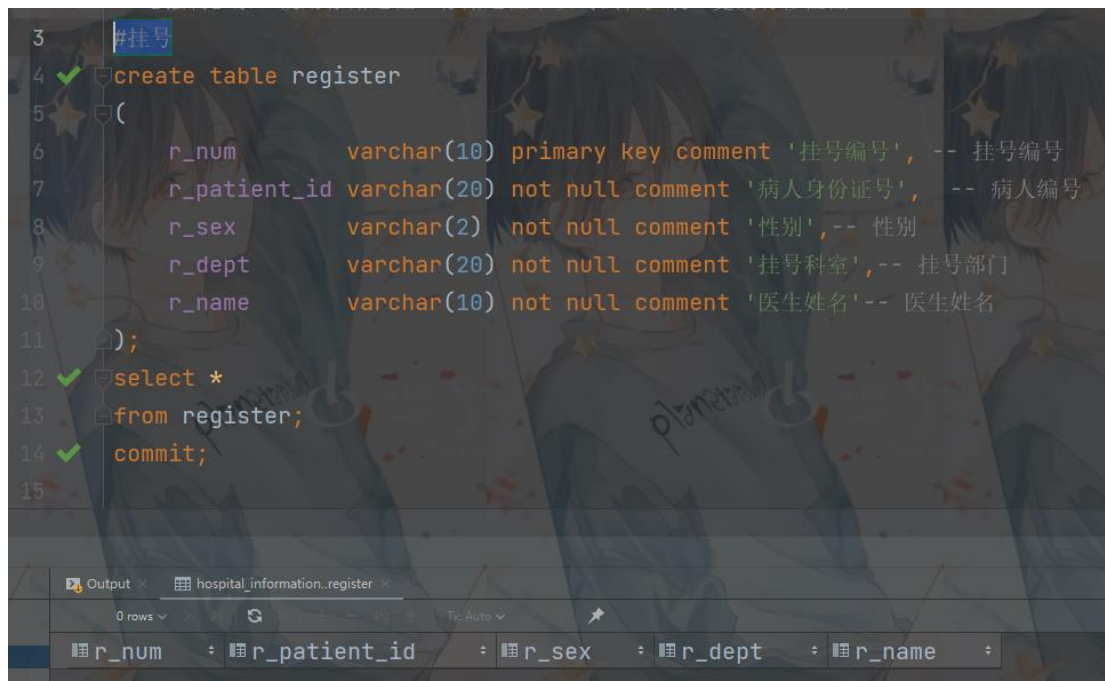 3 #挂号
4 create table register
5 (
6 r_num varchar(10) primary key comment '挂号编号', -- 挂号编号
7 r_patient_id varchar(20) not null comment '病人身份证号', -- 病人编号
8 r_sex varchar(2) not null comment '性别',-- 性别
9 r_dept varchar(20) not null comment '挂号科室',-- 挂号部门
10 r_name varchar(10) not null comment '医生姓名'-- 医生姓名
11 );
12 select *
13 from register;
14 commit;
15
Output hospital_information..register
0 rows Tx: Auto
r_num r_patient_id r_sex r_dept r_name